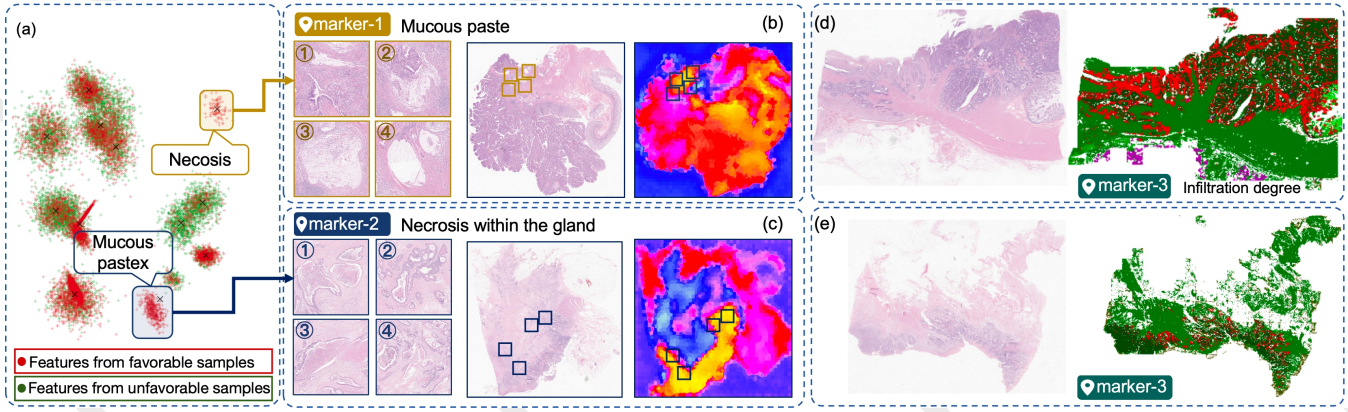 (a)
Necosis
Mucous
pastex
Features from favorable samples
Features from unfavorable samples
marker-1 Mucous paste (b)
① ②
③ ④
marker-2 Necrosis within the gland (c)
① ②
③ ④
(d)
marker-3 Infiltration degree
(e)
marker-3